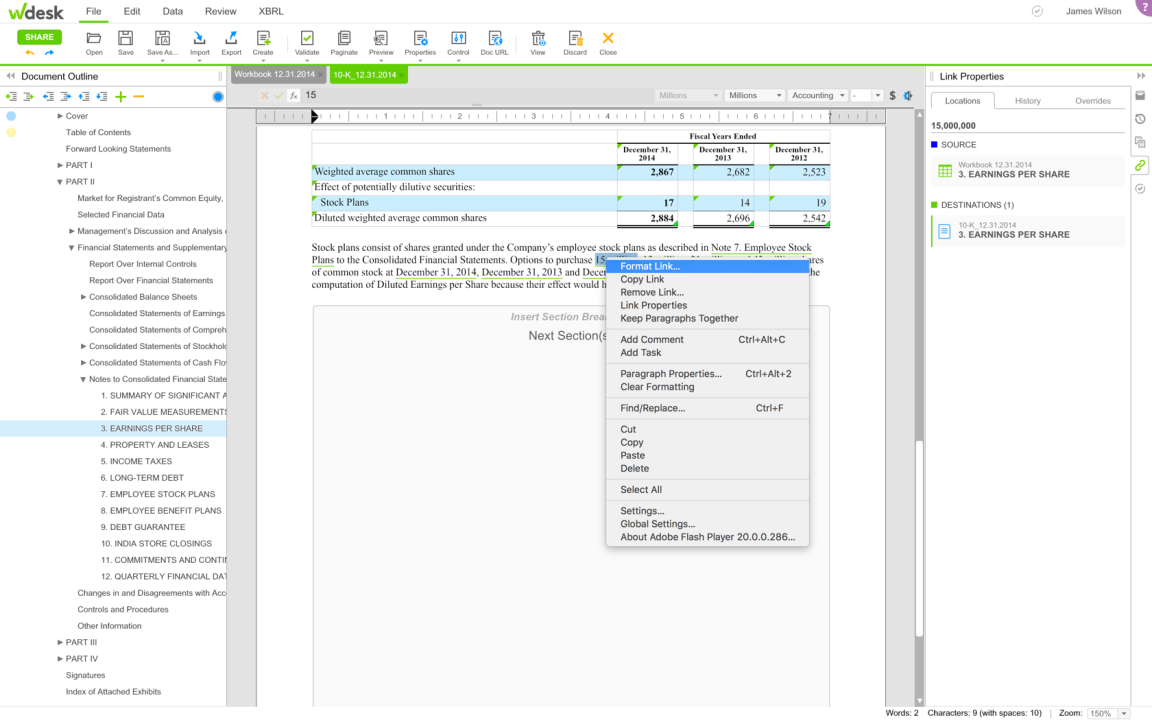 wdesk File Edit Data Review XBRL James Wilson ?
SHARE
Open Save Save As... Import Export Create Validate Paginate Preview Properties Control Doc URL View Discard Close
Document Outline
Workbook 12.31.2014 × 10-K_12.31.2014 ×
Link Properties
fx 15 Millions Millions Accounting - $
Locations History Overrides
1 2 3 4 5 6 7
15,000,000
SOURCE
Workbook 12.31.2014
3. EARNINGS PER SHARE
DESTINATIONS (1)
10-K_12.31.2014
3. EARNINGS PER SHARE
Cover
Table of Contents
Forward Looking Statements
PART I
PART II
Market for Registrant's Common Equity,
Selected Financial Data
Management's Discussion and Analysis
Financial Statements and Supplementary
Report Over Internal Controls
Report Over Financial Statements
Consolidated Balance Sheets
Consolidated Statements of Earnings
Consolidated Statements of Compreh
Consolidated Statements of Stockhold
Consolidated Statements of Cash Flo
Notes to Consolidated Financial State
1. SUMMARY OF SIGNIFICANT A
2. FAIR VALUE MEASUREMENTS
3. EARNINGS PER SHARE
4. PROPERTY AND LEASES
5. INCOME TAXES
6. LONG-TERM DEBT
7. EMPLOYEE STOCK PLANS
8. EMPLOYEE BENEFIT PLANS
9. DEBT GUARANTEE
10. INDIA STORE CLOSINGS
11. COMMITMENTS AND CONTI
12. QUARTERLY FINANCIAL DAT
Changes in and Disagreements with Acc
Controls and Procedures
Other Information
PART III
PART IV
Signatures
Index of Attached Exhibits
Fiscal Years Ended
December 31, December 31, December 31,
2014 2013 2012
Weighted average common shares 2,867 2,682 2,523
Effect of potentially dilutive securities:
Stock Plans 17 14 19
Diluted weighted average common shares 2,884 2,696 2,542
Stock plans consist of shares granted under the Company's employee stock plans as described in Note 7. Employee Stock
Plans to the Consolidated Financial Statements. Options to purchase 15 ares
of common stock at December 31, 2014, December 31, 2013 and Dece he
computation of Diluted Earnings per Share because their effect would h
Insert Section Brea
Next Section(s
Format Link...
Copy Link
Remove Link...
Link Properties
Keep Paragraphs Together
Add Comment Ctrl+Alt+C
Add Task
Paragraph Properties... Ctrl+Alt+2
Clear Formatting
Find/Replace... Ctrl+F
Cut
Copy
Paste
Delete
Select All
Settings...
Global Settings...
About Adobe Flash Player 20.0.0.286...
Words: 2 Characters: 9 (with spaces: 10) Zoom: 150%